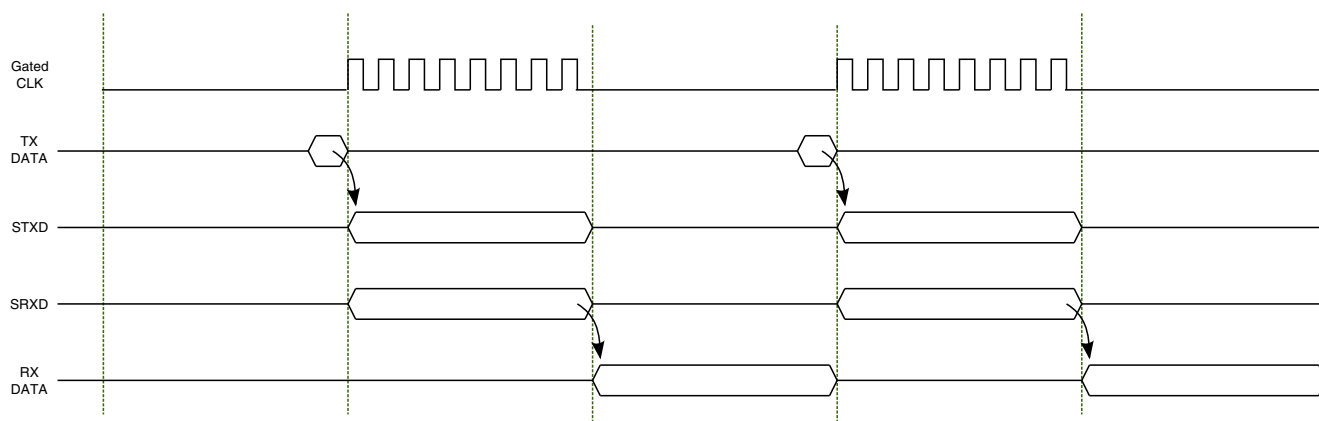 Gated
CLK
TX
DATA
STXD
SRXD
RX
DATA